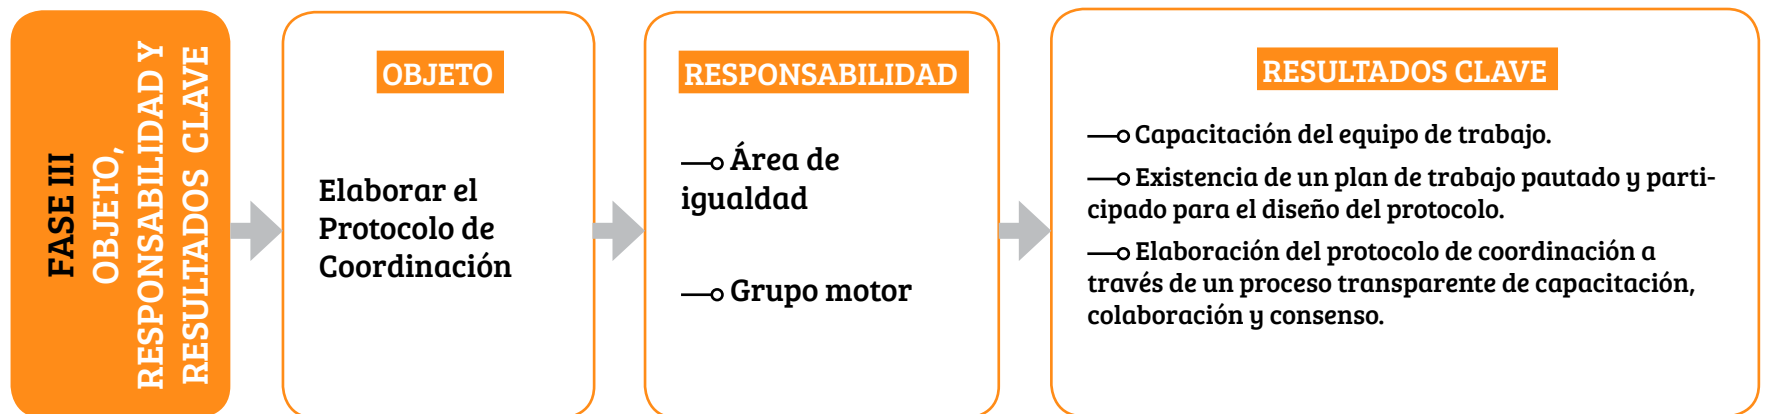 FASE III
OBJETO,
RESPONSABILIDAD Y
RESULTADOS CLAVE
OBJETO
Elaborar el
Protocolo de
Coordinación
RESPONSABILIDAD
Área de
igualdad
Grupo motor
RESULTADOS CLAVE
Capacitación del equipo de trabajo.
Existencia de un plan de trabajo pautado y parti-
cipado para el diseño del protocolo.
Elaboración del protocolo de coordinación a
través de un proceso transparente de capacitación,
colaboración y consenso.